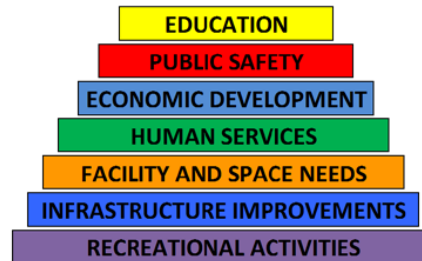 EDUCATION
PUBLIC SAFETY
ECONOMIC DEVELOPMENT
HUMAN SERVICES
FACILITY AND SPACE NEEDS
INFRASTRUCTURE IMPROVEMENTS
RECREATIONAL ACTIVITIES